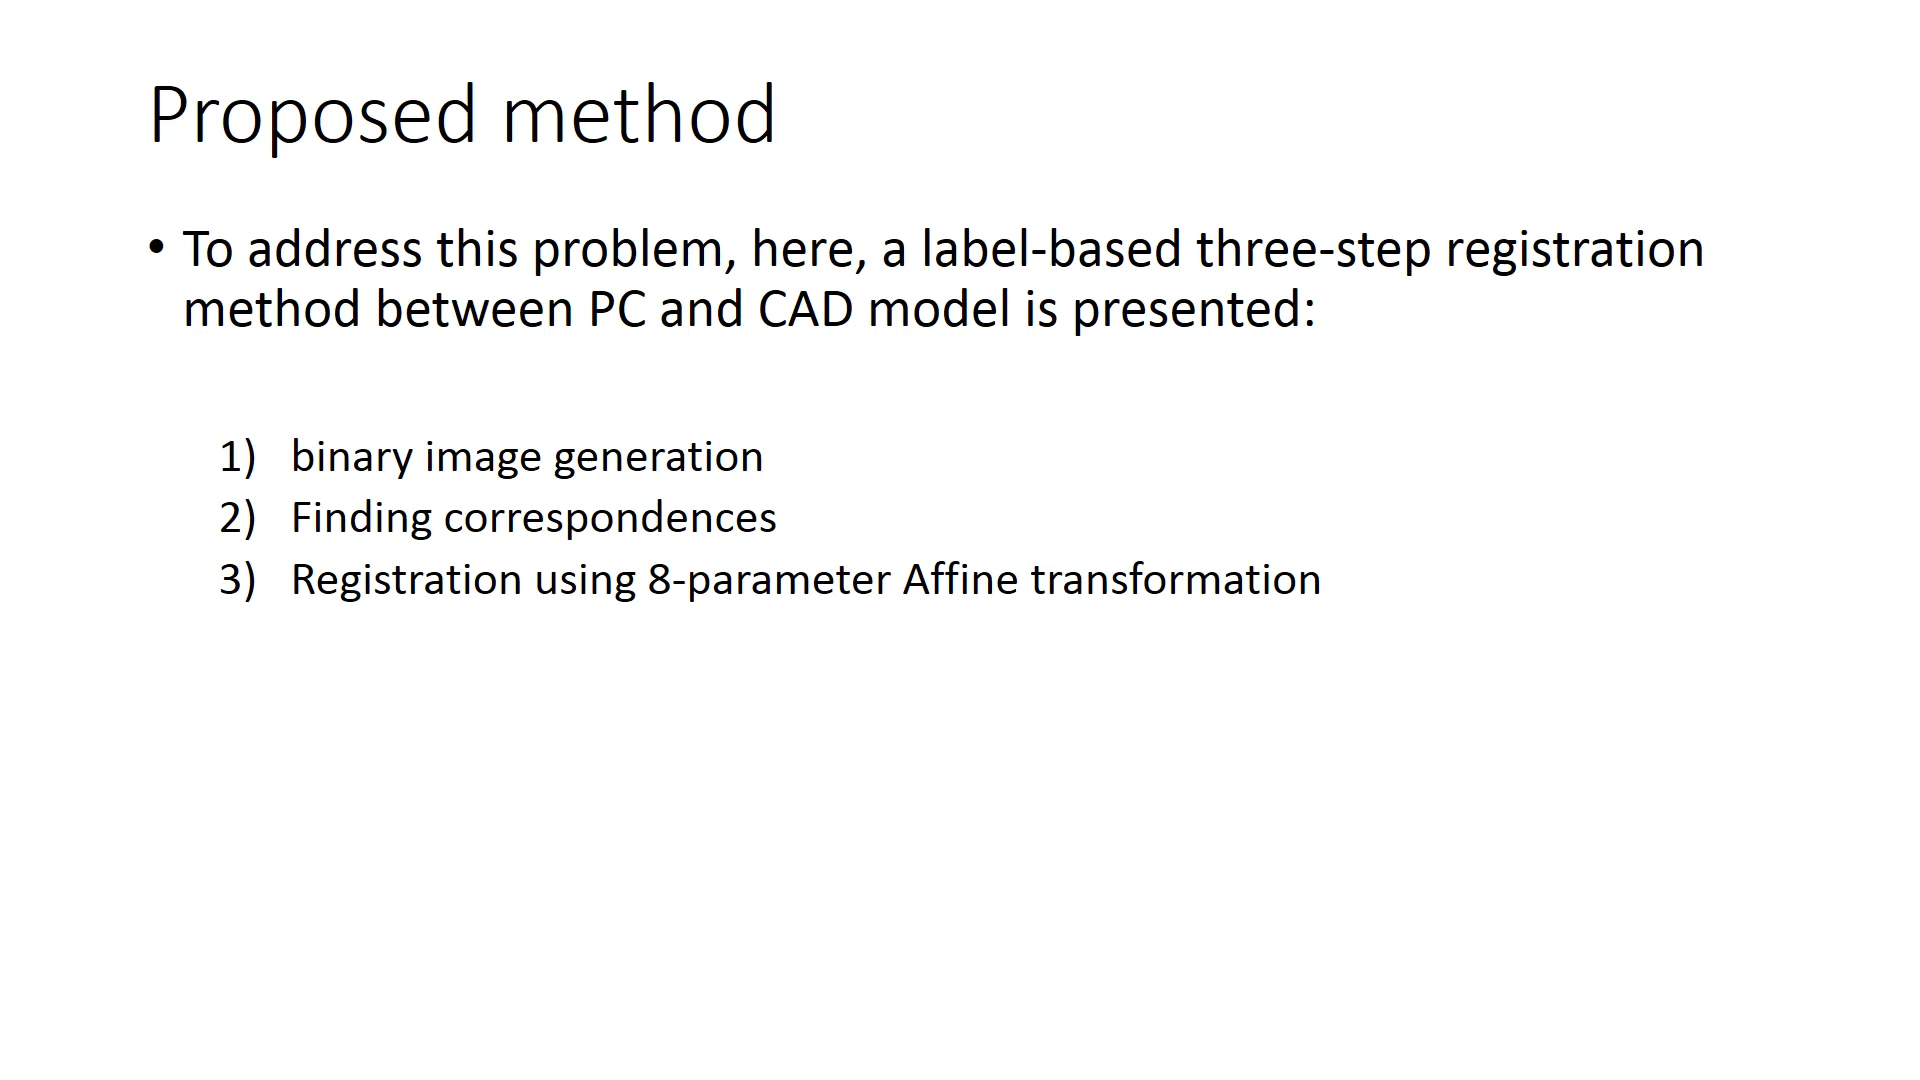 Proposed method
• To address this problem, here, a label-based three-step registration
method between PC and CAD model is presented:
1) binary image generation
2) Finding correspondences
3) Registration using 8-parameter Affine transformation